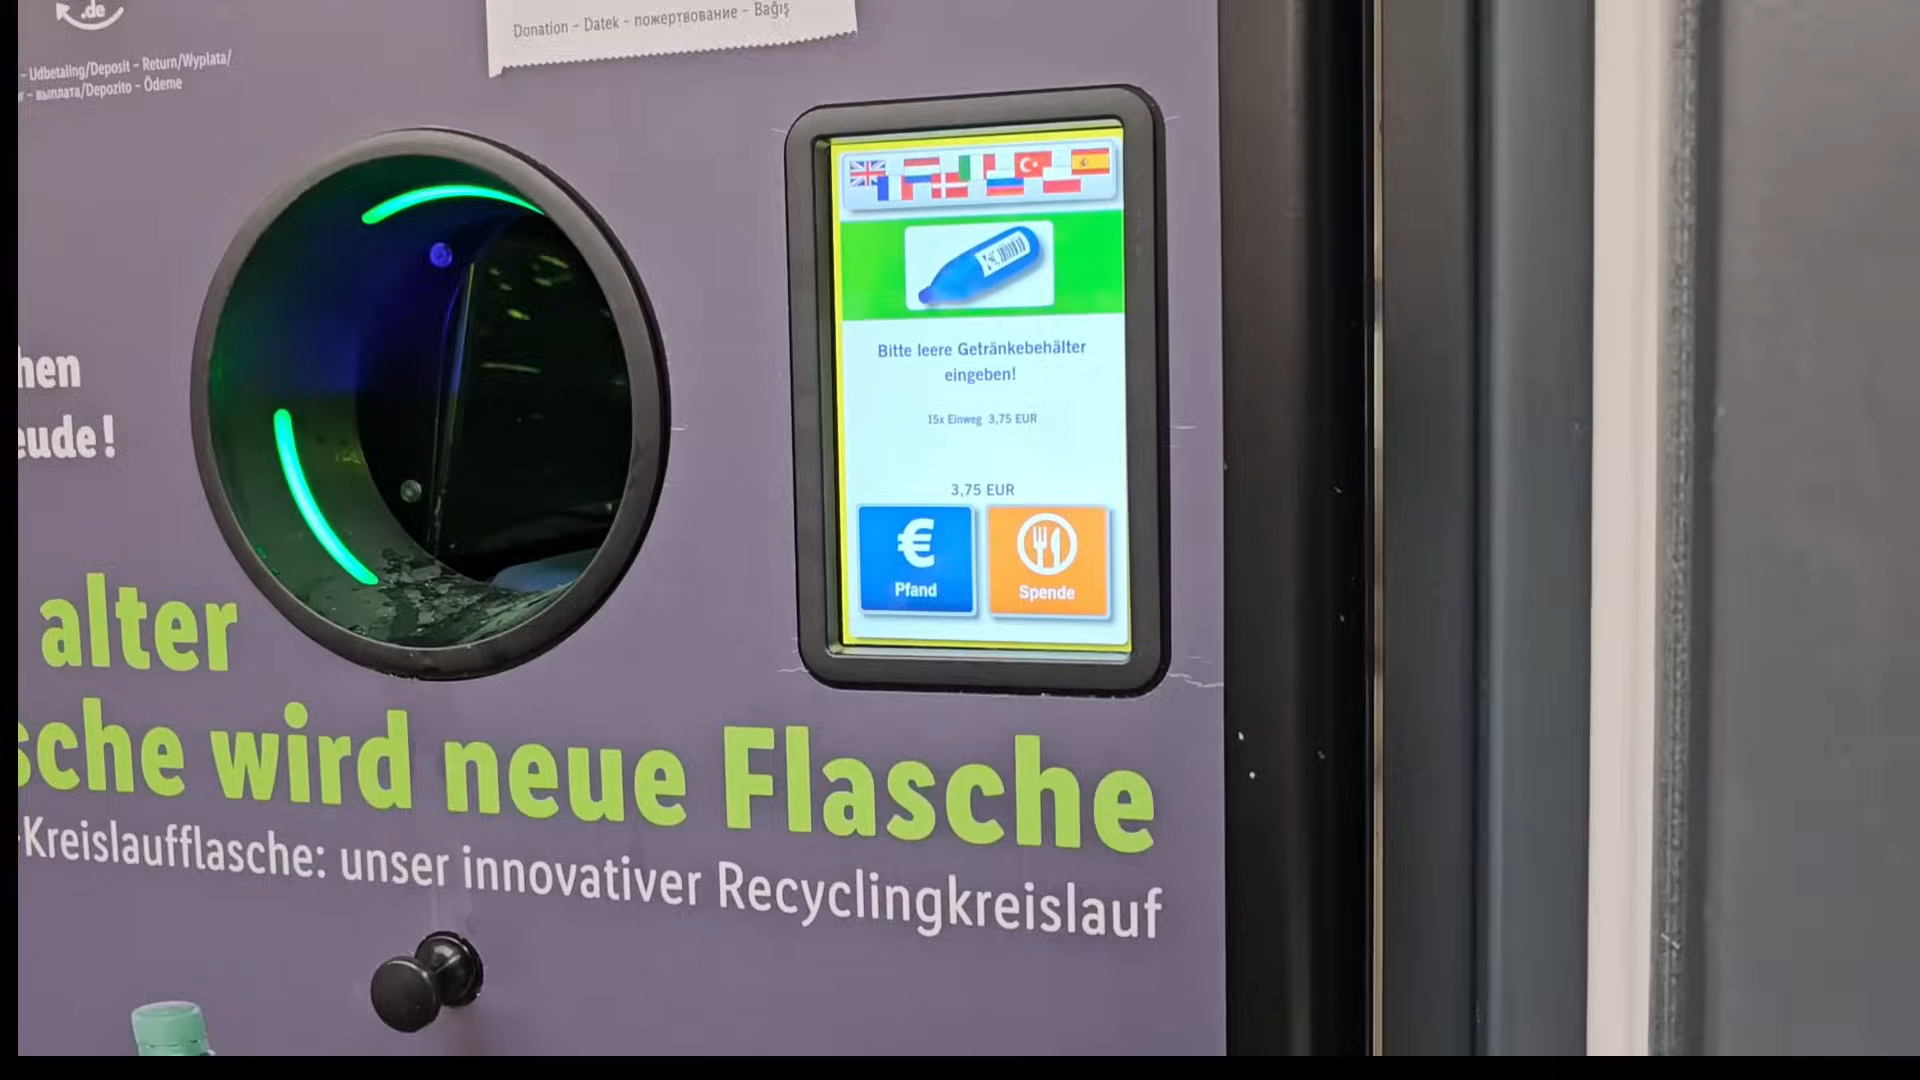 .de
Donation – Datek – пожертвование – Bağış
– Udbetaling/Deposit – Return/Wyplata/
– выплата/Depozito – Ödeme
Bitte leere Getränkebehälter
eingeben!
15x Einweg 3,75 EUR
3,75 EUR
€
Pfand
Spende
hen
eude!
alter
sche wird neue Flasche
-Kreislaufflasche: unser innovativer Recyclingkreislauf